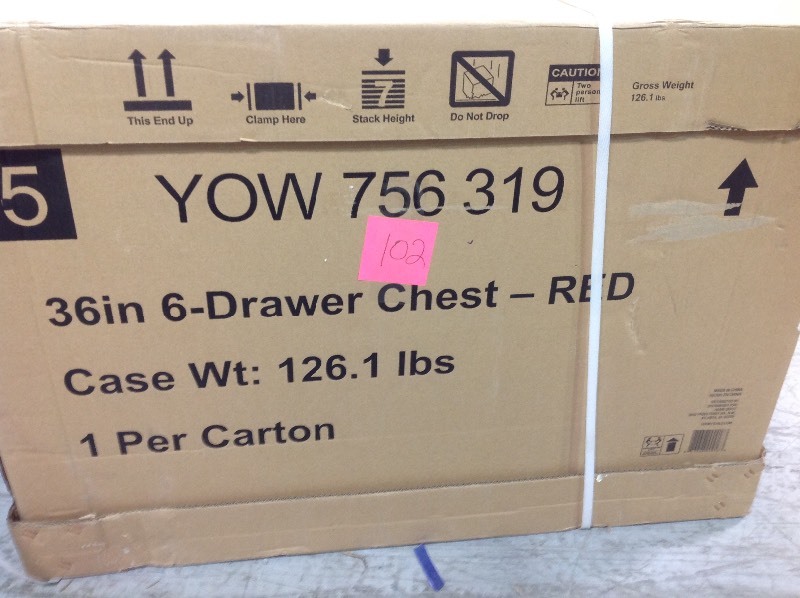 This End Up
Clamp Here
7
Stack Height
Do Not Drop
CAUTION
Two
person
lift
Gross Weight
126.1 lbs
5
YOW 756 319
102
36in 6-Drawer Chest – RED
Case Wt: 126.1 lbs
1 Per Carton